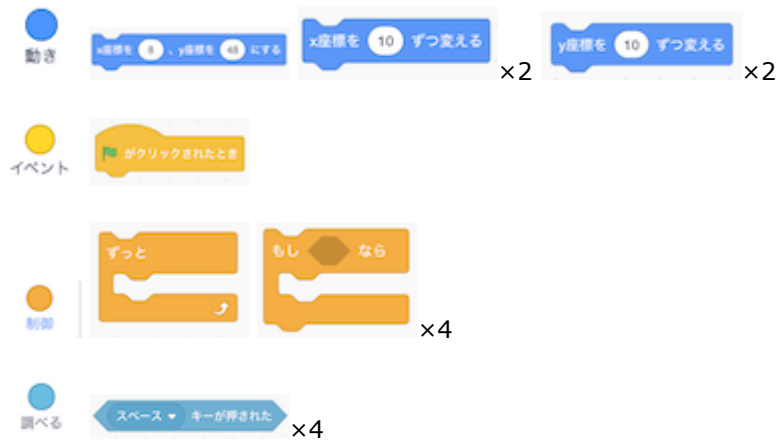 動き
x座標を 8 、y座標を 48 にする
x座標を 10 ずつ変える
×2
y座標を 10 ずつ変える
×2
イベント
がクリックされたとき
ずっと
もし なら
制御
×4
調べる
スペース キーが押された
×4